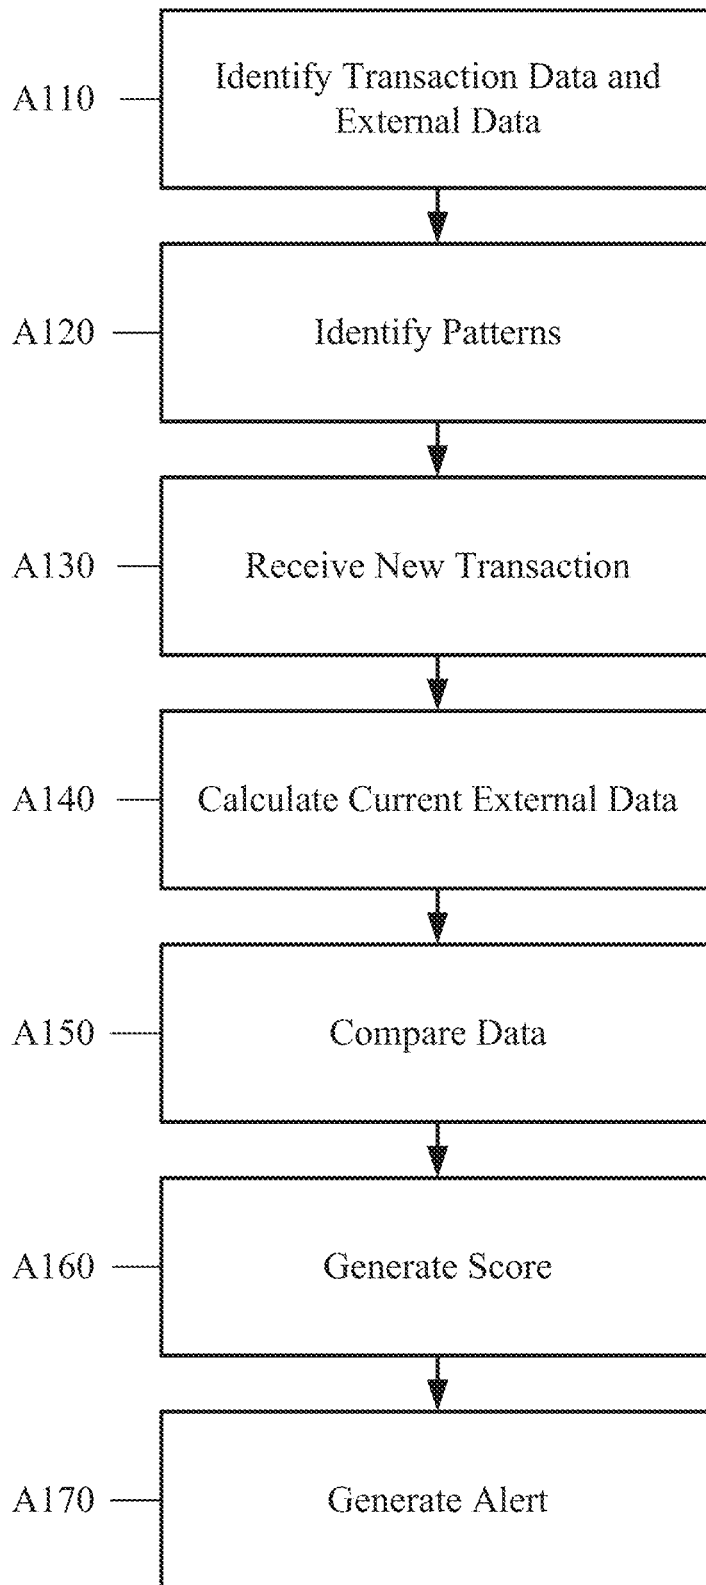 A110
Identify Transaction Data and
External Data
A120
Identify Patterns
A130
Receive New Transaction
A140
Calculate Current External Data
A150
Compare Data
A160
Generate Score
A170
Generate Alert